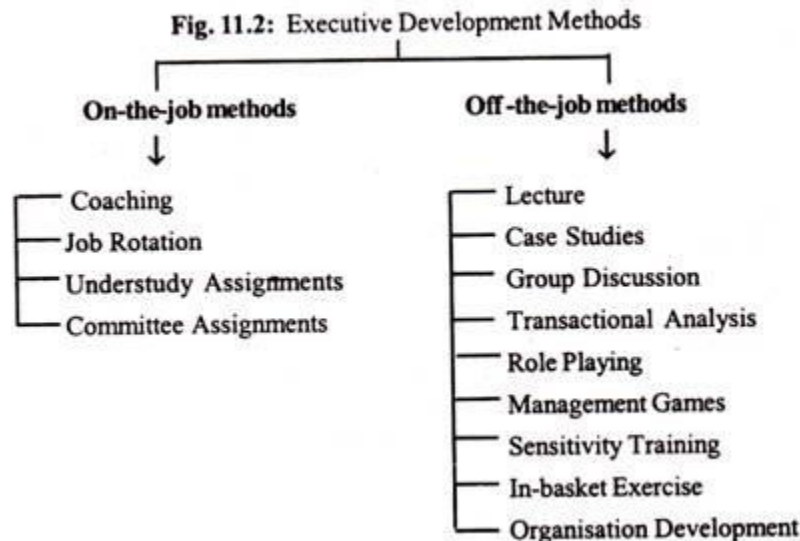 Fig. 11.2: Executive Development Methods
On-the-job methods
Coaching
Job Rotation
Understudy Assignments
Committee Assignments
Off-the-job methods
Lecture
Case Studies
Group Discussion
Transactional Analysis
Role Playing
Management Games
Sensitivity Training
In-basket Exercise
Organisation Development